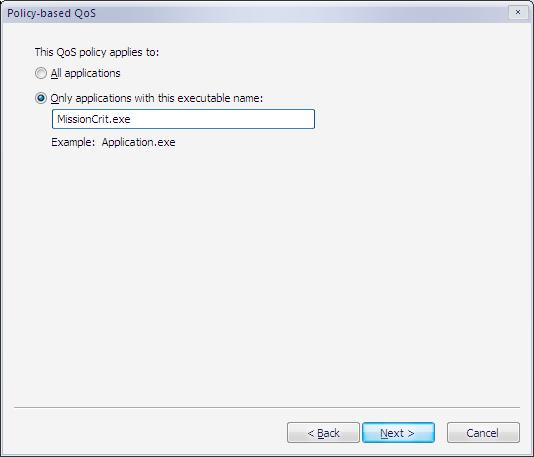 Policy-based QoS
This QoS policy applies to:
All applications
Only applications with this executable name:
MissionCrit.exe
Example: Application.exe
< Back Next > Cancel